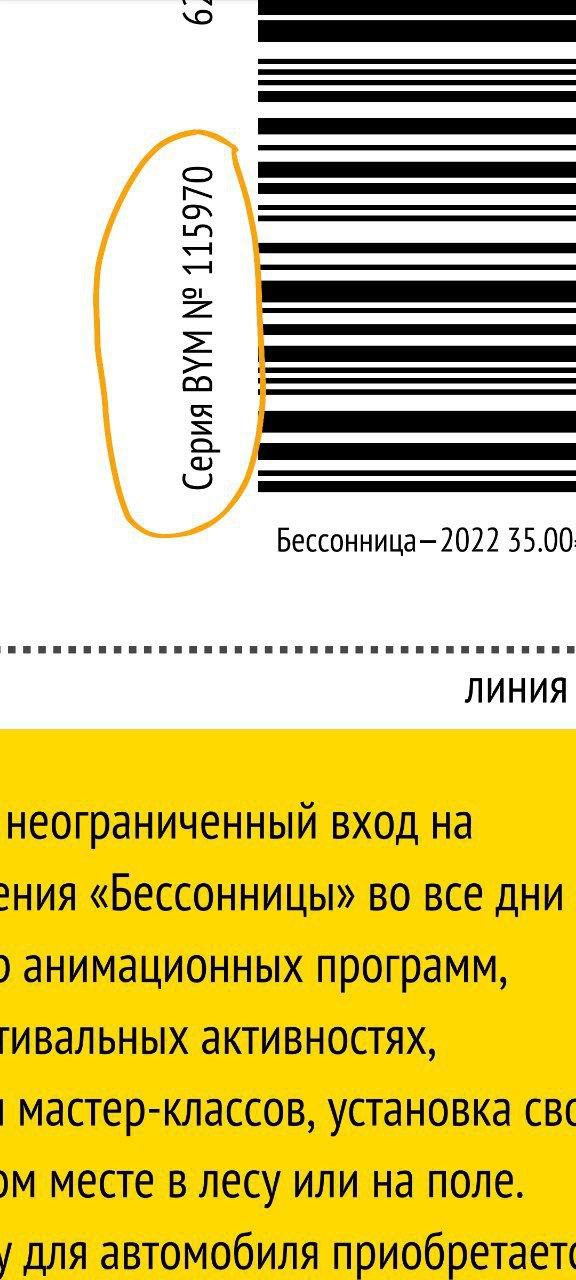 62
Серия BYM № 115970
Бессонница—2022 35.00
линия
неограниченный вход на
ения «Бессонницы» во все дни
анимационных программ,
тивальных активностях,
мастер-классов, установка сво
ом месте в лесу или на поле.
у для автомобиля приобретаетс